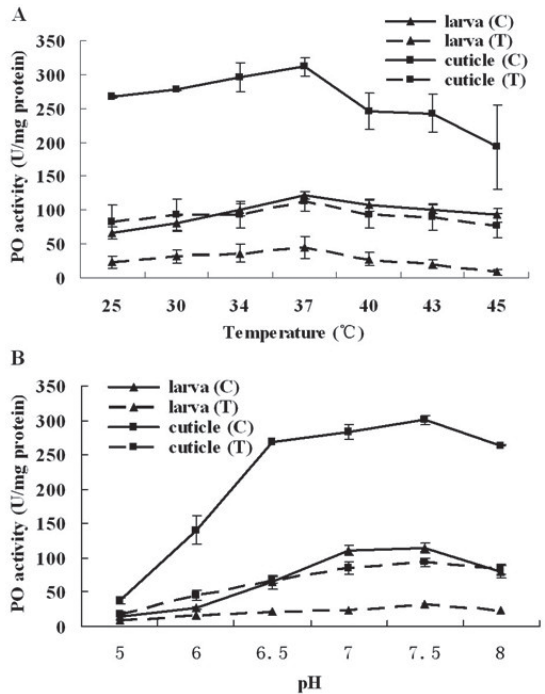 A
larva (C)
larva (T)
cuticle (C)
cuticle (T)
PO activity (U/mg protein)
350
300
250
200
150
100
50
0
25 30 34 37 40 43 45
Temperature (℃)
B
larva (C)
larva (T)
cuticle (C)
cuticle (T)
PO activity (U/mg protein)
350
300
250
200
150
100
50
0
5 6 6.5 7 7.5 8
pH